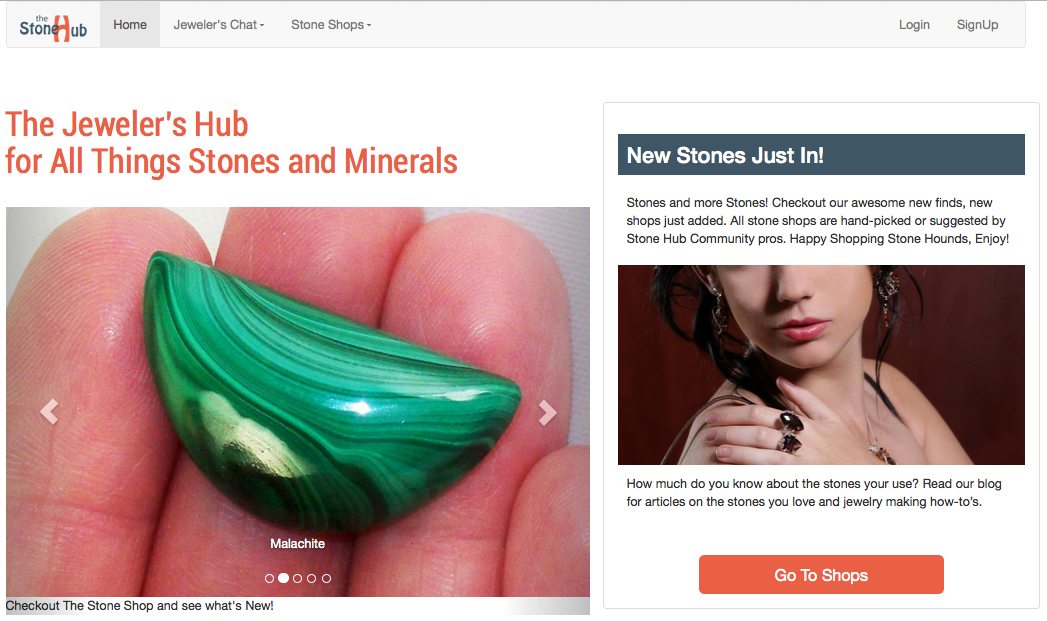 the
StoneHub
Home
Jeweler's Chat
Stone Shops
Login
SignUp
The Jeweler's Hub
for All Things Stones and Minerals
Malachite
Checkout The Stone Shop and see what's New!
New Stones Just In!
Stones and more Stones! Checkout our awesome new finds, new
shops just added. All stone shops are hand-picked or suggested by
Stone Hub Community pros. Happy Shopping Stone Hounds, Enjoy!
How much do you know about the stones your use? Read our blog
for articles on the stones you love and jewelry making how-to's.
Go To Shops